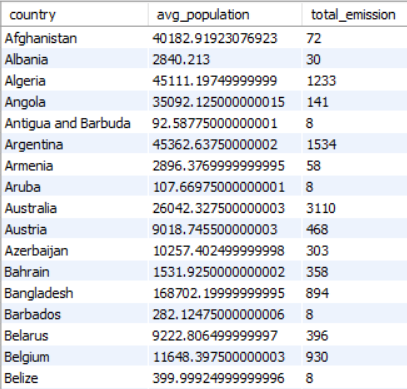 country avg_population total_emission
Afghanistan 40182.91923076923 72
Albania 2840.213 30
Algeria 45111.19749999999 1233
Angola 35092.125000000015 141
Antigua and Barbuda 92.58775000000001 8
Argentina 45362.63750000002 1534
Armenia 2896.3769999999995 58
Aruba 107.66975000000001 8
Australia 26042.327500000003 3110
Austria 9018.745500000003 468
Azerbaijan 10257.402499999998 303
Bahrain 1531.9250000000002 358
Bangladesh 168702.19999999995 894
Barbados 282.12475000000006 8
Belarus 9222.806499999997 396
Belgium 11648.397500000003 930
Belize 399.99924999999996 8